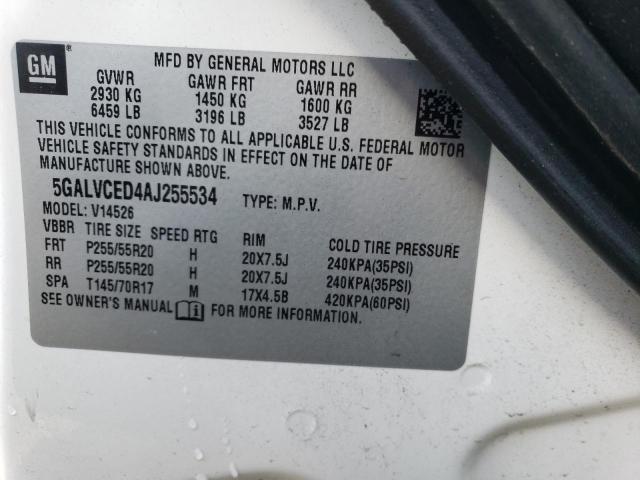 GM
MFD BY GENERAL MOTORS LLC
GVWR GAWR FRT GAWR RR
2930 KG 1450 KG 1600 KG
6459 LB 3196 LB 3527 LB
THIS VEHICLE CONFORMS TO ALL APPLICABLE U.S. FEDERAL MOTOR
VEHICLE SAFETY STANDARDS IN EFFECT ON THE DATE OF
MANUFACTURE SHOWN ABOVE.
5GALVCED4AJ255534 TYPE: M.P.V.
MODEL: V14526
VBBR TIRE SIZE SPEED RTG RIM COLD TIRE PRESSURE
FRT P255/55R20 H 20X7.5J 240KPA(35PSI)
RR P255/55R20 H 20X7.5J 240KPA(35PSI)
SPA T145/70R17 M 17X4.5B 420KPA(60PSI)
SEE OWNER'S MANUAL FOR MORE INFORMATION